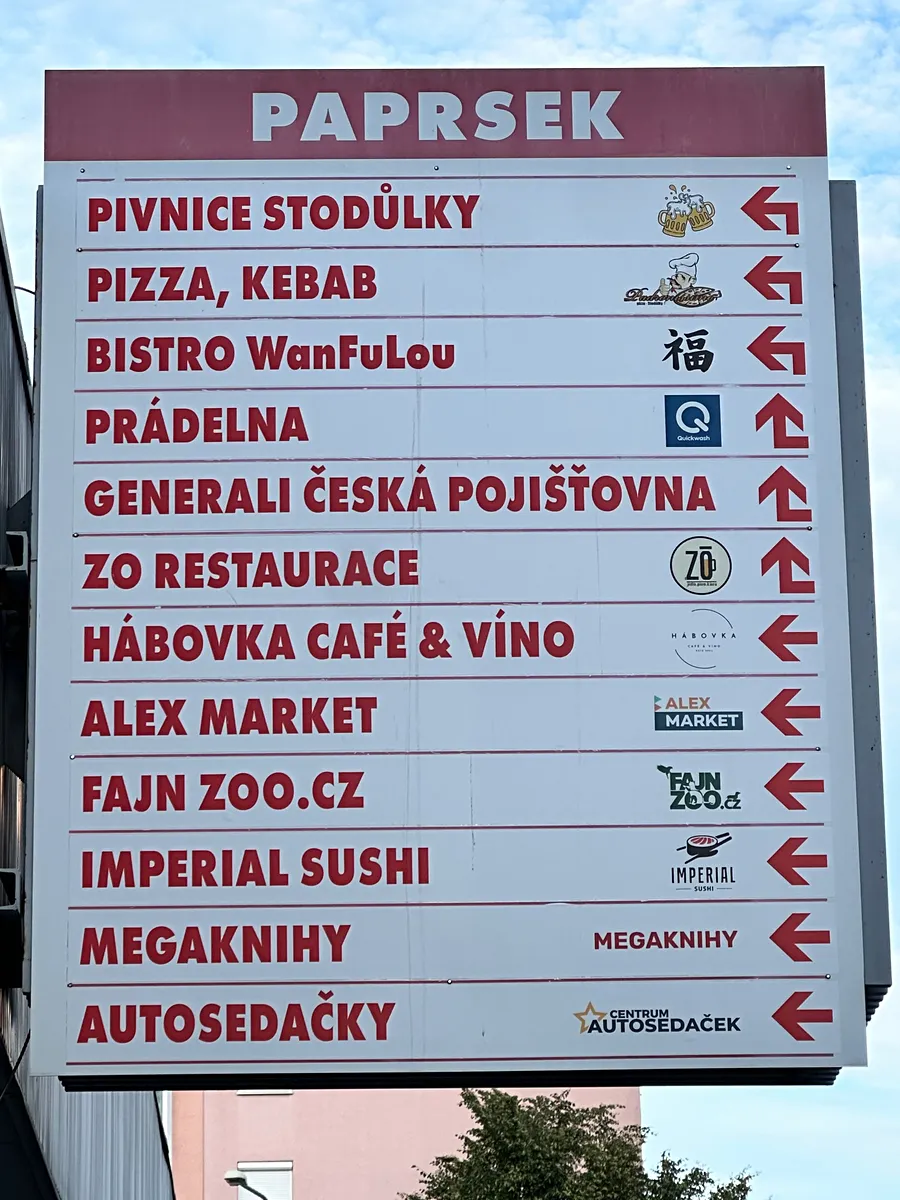 PAPRSEK
PIVNICE STODŮLKY
PIZZA, KEBAB
BISTRO WanFuLou
福
PRÁDELNA
Quickwash
GENERALI ČESKÁ POJIŠŤOVNA
ZO RESTAURACE
ZŌ
HÁBOVKA CAFÉ & VÍNO
HÁBOVKA
CAFÉ & VÍNO
ALEX MARKET
ALEX
MARKET
FAJN ZOO.CZ
FAJN
ZOO.cz
IMPERIAL SUSHI
IMPERIAL
SUSHI
MEGAKNIHY
MEGAKNIHY
AUTOSEDAČKY
CENTRUM
AUTOSEDAČEK